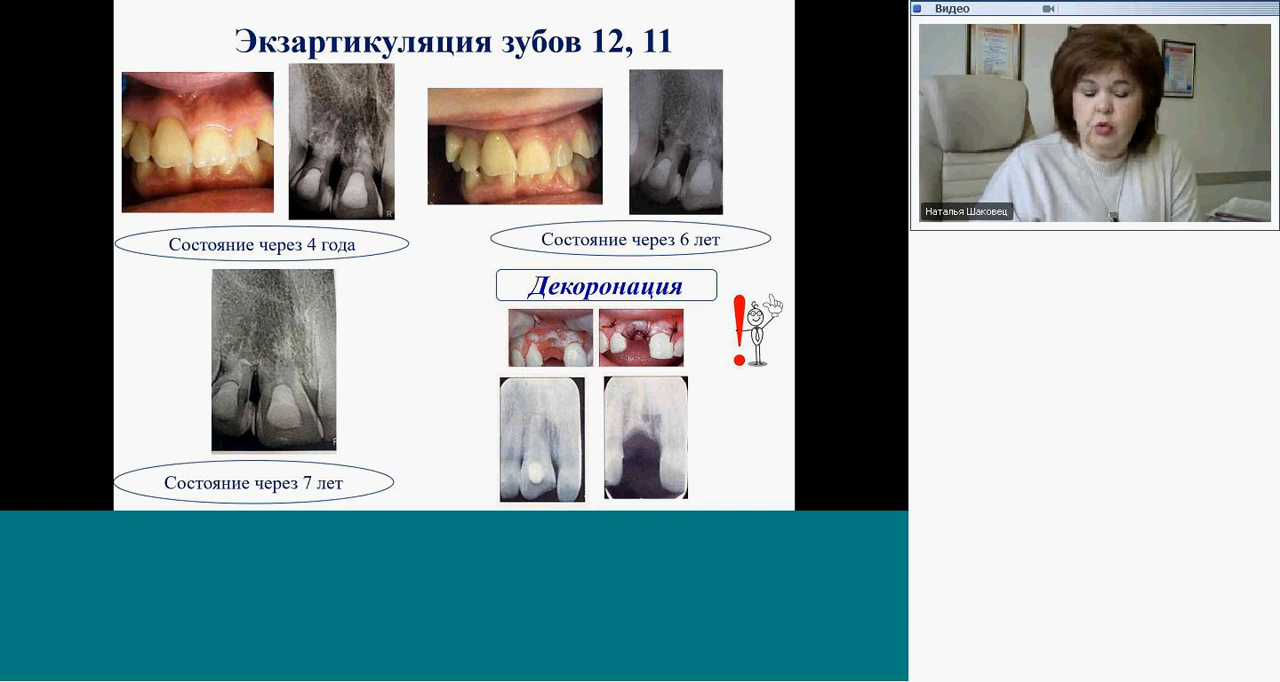 Экзартикуляция зубов 12, 11
Состояние через 4 года
Состояние через 6 лет
Декоронация
Состояние через 7 лет
Видео
Наталья Шаковец